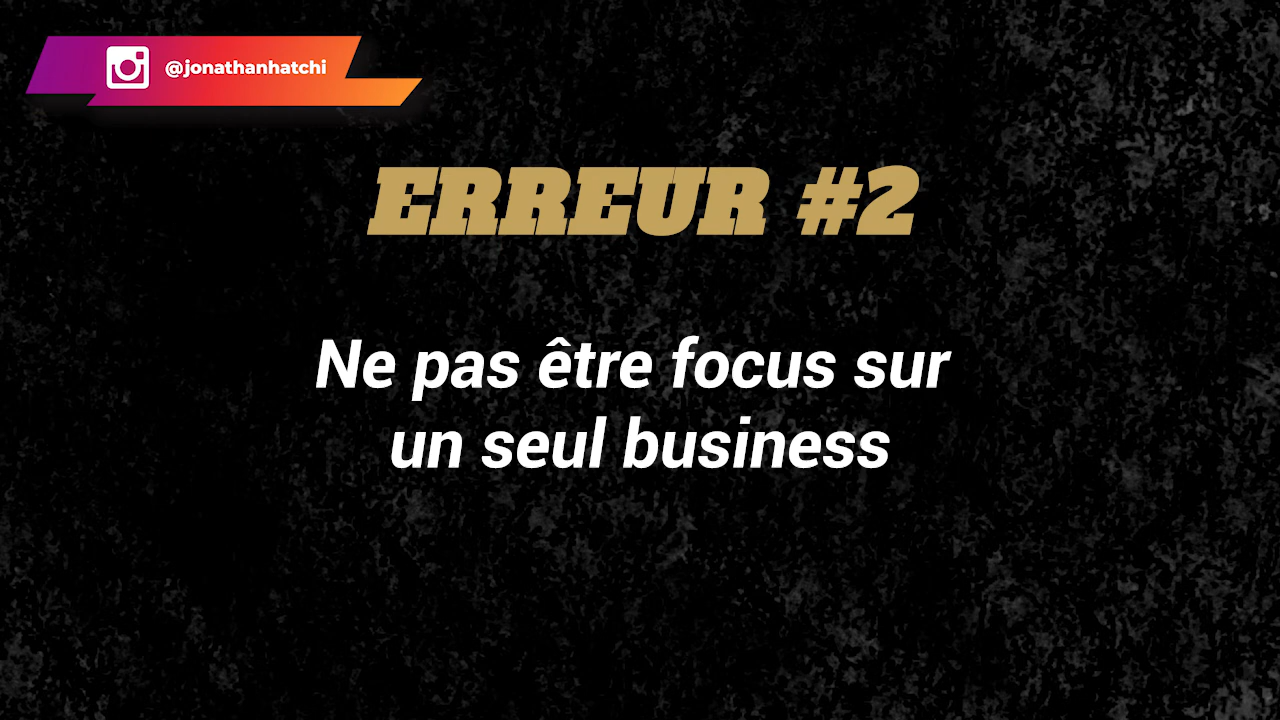 @jonathanhatchi
ERREUR #2
Ne pas être focus sur
un seul business